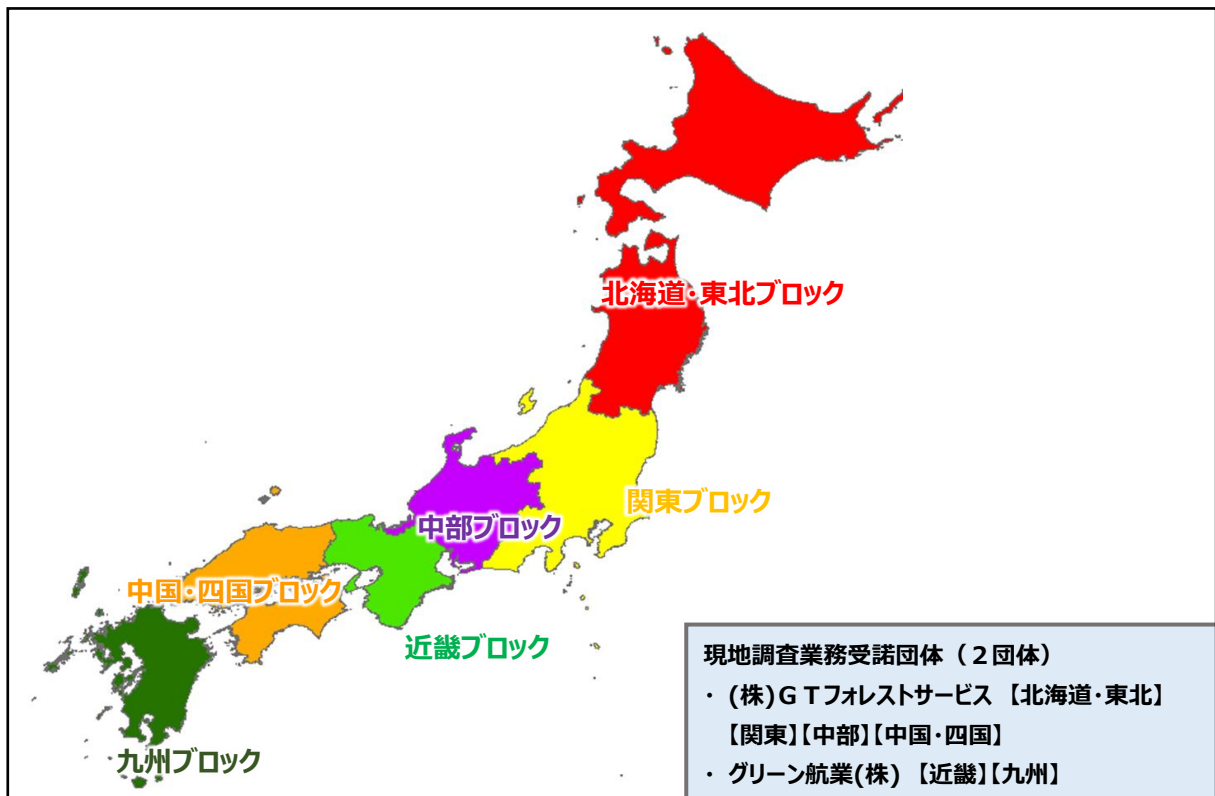 北海道・東北ブロック
関東ブロック
中部ブロック
中国・四国ブロック
近畿ブロック
九州ブロック
現地調査業務受諾団体（２団体）
・ (株)ＧＴフォレストサービス 【北海道・東北】
【関東】【中部】【中国・四国】
・ グリーン航業(株) 【近畿】【九州】